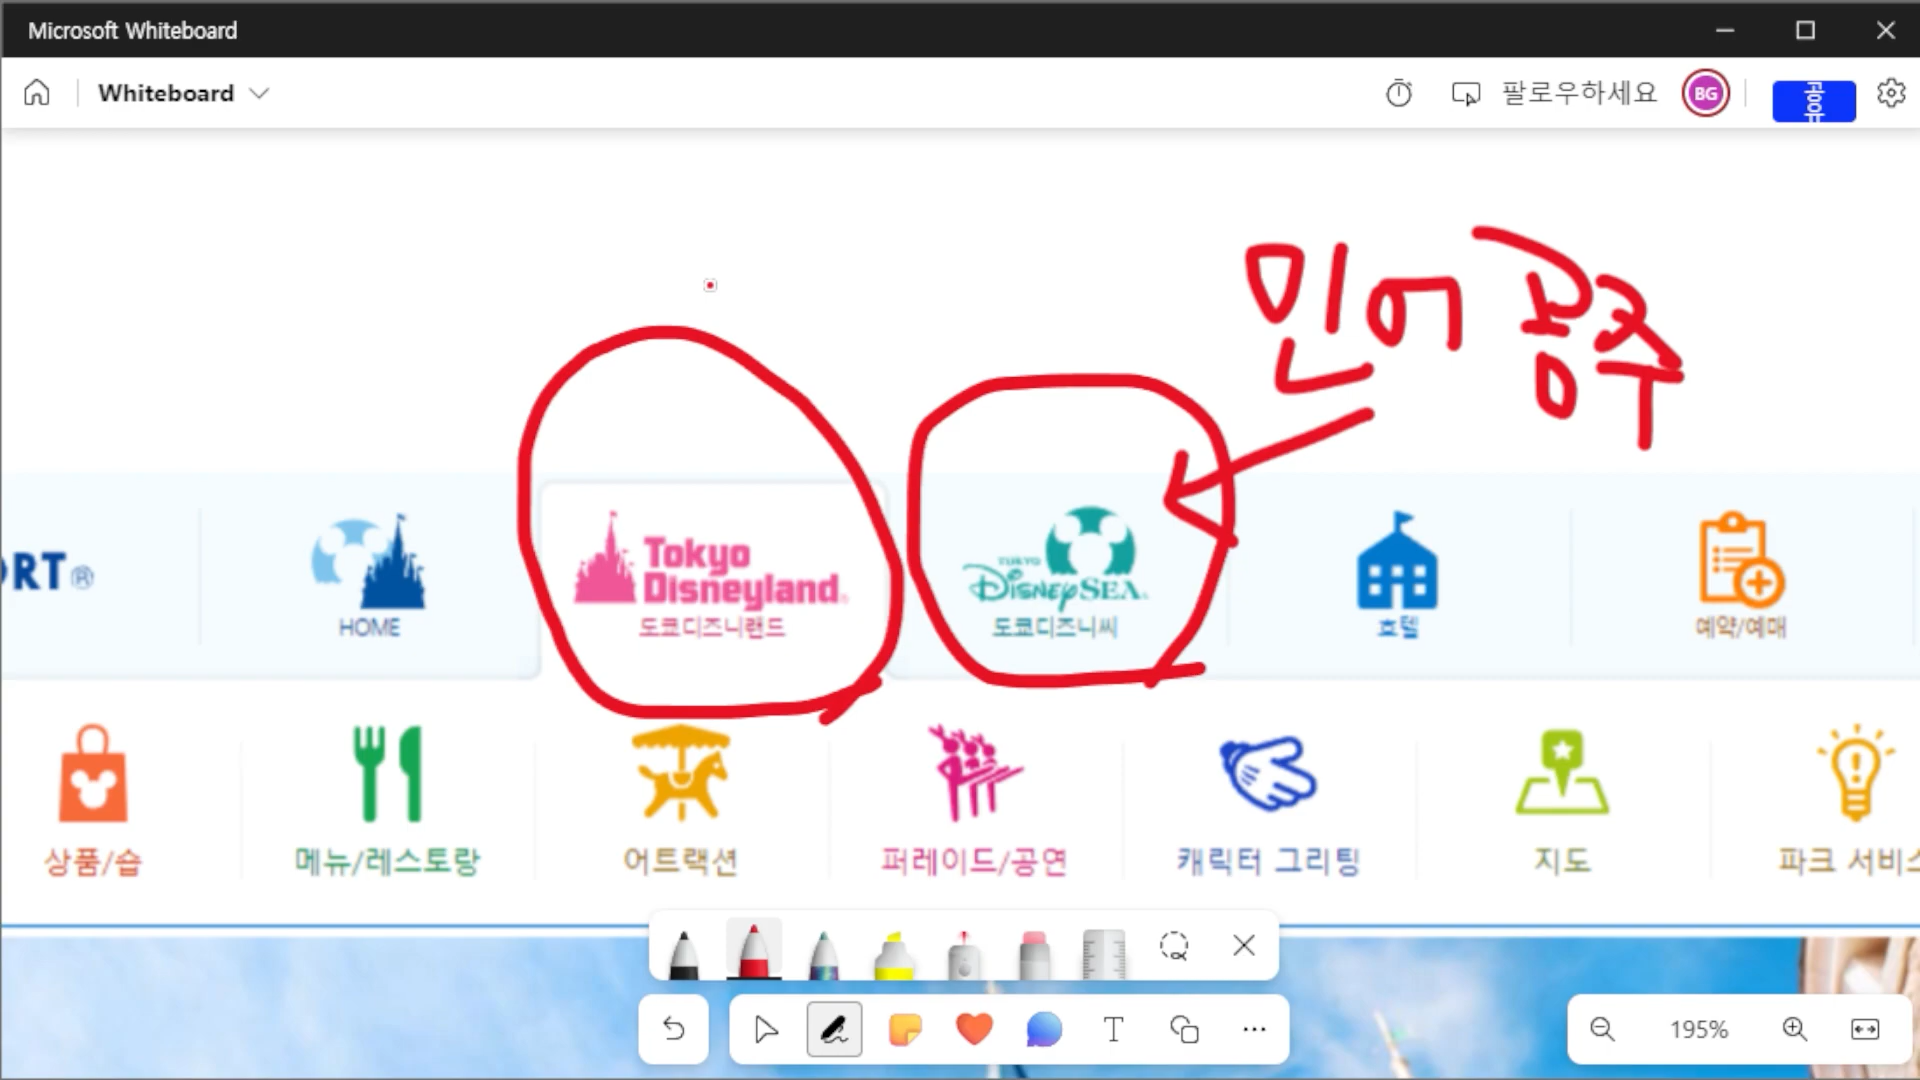 Microsoft Whiteboard
Whiteboard
팔로우하세요
BG
공유
인어 공주
RT®
HOME
Tokyo
Disneyland
도쿄디즈니랜드
TOKYO
DISNEYSEA
도쿄디즈니씨
호텔
예약/예매
상품/숍
메뉴/레스토랑
어트랙션
퍼레이드/공연
캐릭터 그리팅
지도
파크 서비스
195%